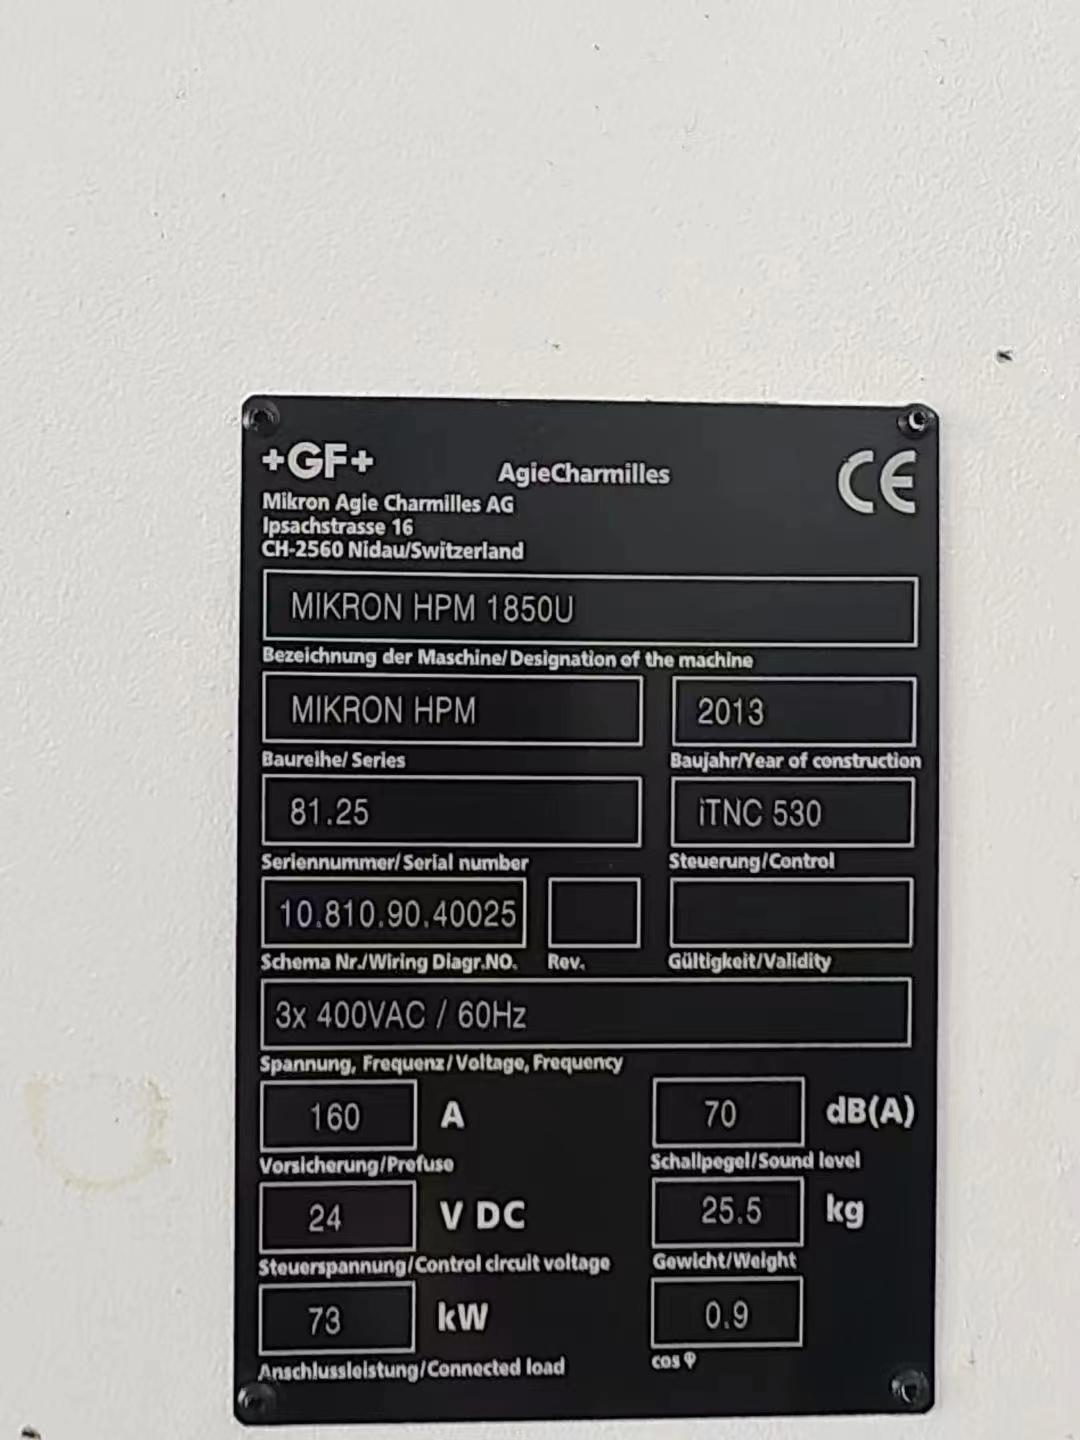 +GF+
AgieCharmilles
CE
Mikron Agie Charmilles AG
Ipsachstrasse 16
CH-2560 Nidau/Switzerland
MIKRON HPM 1850U
Bezeichnung der Maschine/Designation of the machine
MIKRON HPM
2013
Baureihe/Series
Baujahr/Year of construction
81.25
iTNC 530
Seriennummer/Serial number
Steuerung/Control
10.810.90.40025
Schema Nr./Wiring Diagr.NO.
Rev.
Gültigkeit/Validity
3x 400VAC / 60Hz
Spannung, Frequenz/Voltage, Frequency
160 A
70 dB(A)
Vorsicherung/Prefuse
Schallpegel/Sound level
24 V DC
25.5 kg
Steuerspannung/Control circuit voltage
Gewicht/Weight
73 kW
0.9
Anschlussleistung/Connected load
cos φ